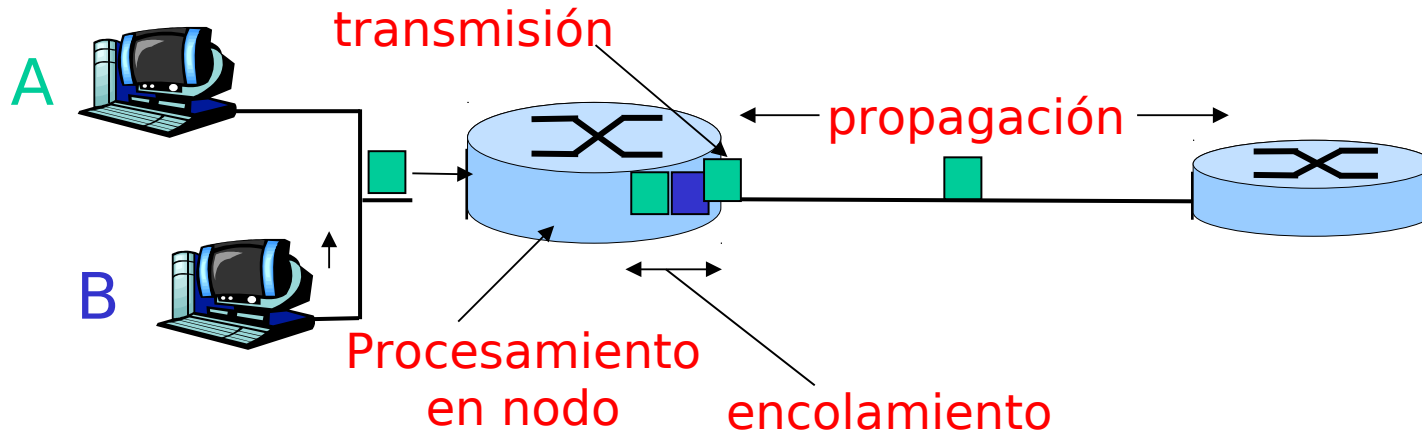 transmisión
A
propagación
B
Procesamiento
en nodo
encolamiento